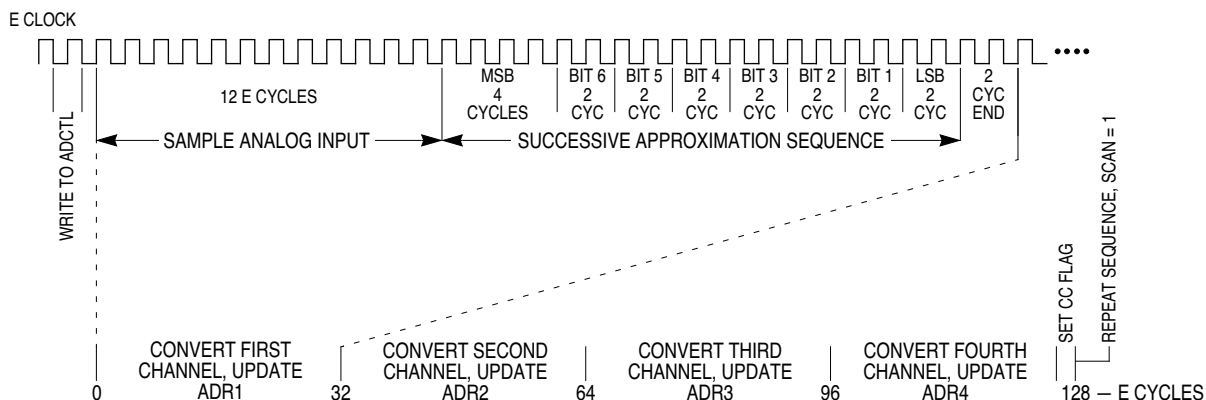 E CLOCK
MSB
4
CYCLES
BIT 6
2
CYC
BIT 5
2
CYC
BIT 4
2
CYC
BIT 3
2
CYC
BIT 2
2
CYC
BIT 1
2
CYC
LSB
2
CYC
2
CYC
END
12 E CYCLES
SAMPLE ANALOG INPUT
SUCCESSIVE APPROXIMATION SEQUENCE
WRITE TO ADCTL
SET CC FLAG
REPEAT SEQUENCE, SCAN = 1
CONVERT FIRST
CHANNEL, UPDATE
ADR1
CONVERT SECOND
CHANNEL, UPDATE
ADR2
CONVERT THIRD
CHANNEL, UPDATE
ADR3
CONVERT FOURTH
CHANNEL, UPDATE
ADR4
0
32
64
96
128 — E CYCLES